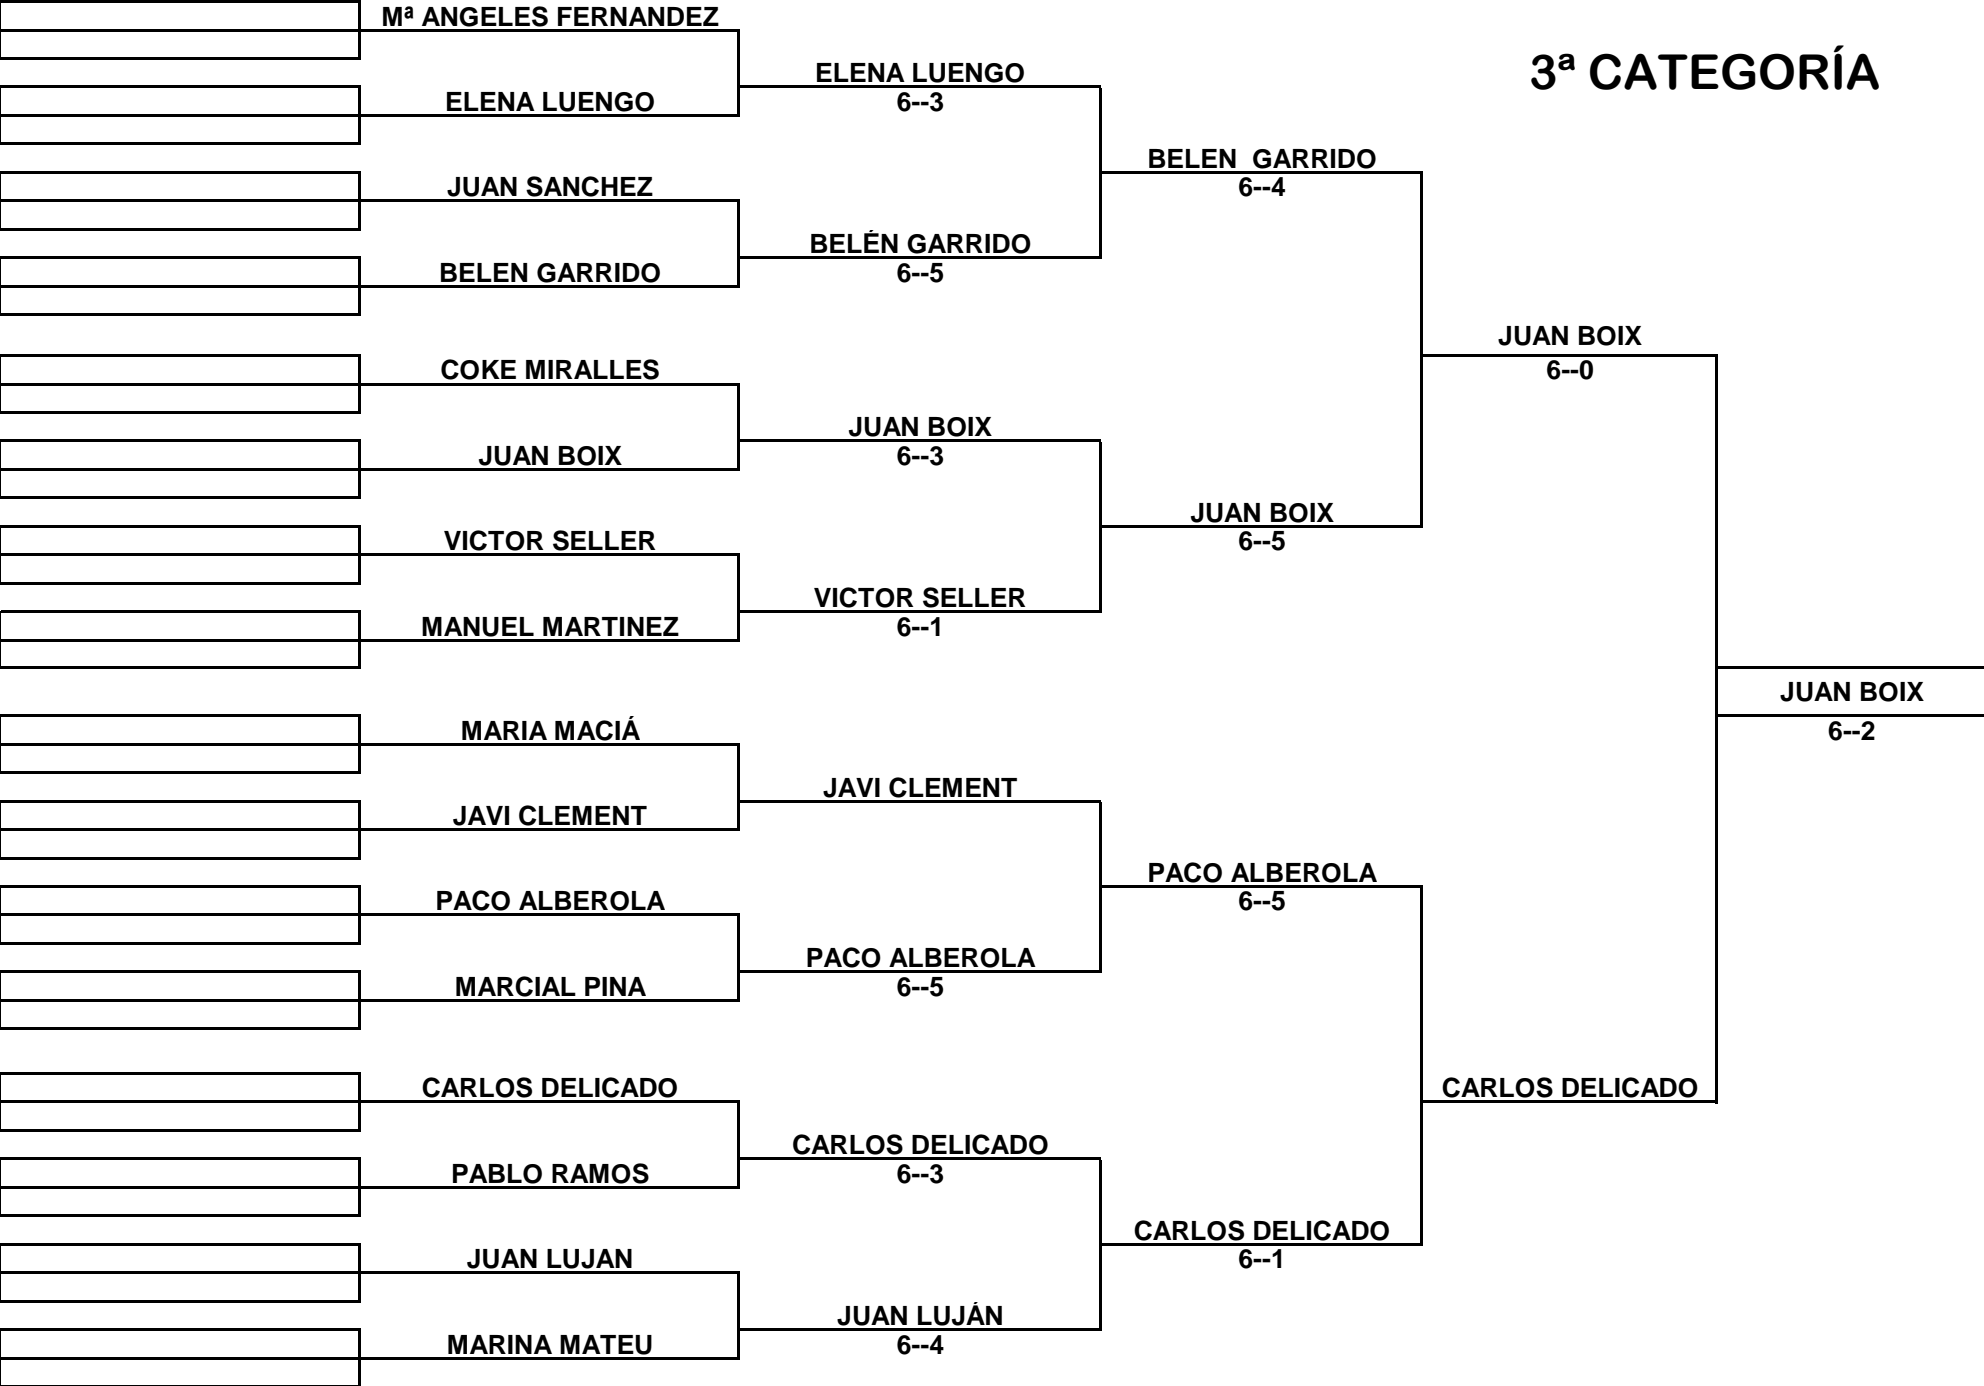 Mª ANGELES FERNANDEZ
3ª CATEGORÍA
ELENA LUENGO
6--3
ELENA LUENGO
BELEN  GARRIDO
6--4
JUAN SANCHEZ
BELÉN GARRIDO
6--5
BELEN GARRIDO
JUAN BOIX
6--0
COKE MIRALLES
JUAN BOIX
6--3
JUAN BOIX
JUAN BOIX
6--5
VICTOR SELLER
VICTOR SELLER
6--1
MANUEL MARTINEZ
JUAN BOIX
6--2
MARIA MACIÁ
JAVI CLEMENT
JAVI CLEMENT
PACO ALBEROLA
6--5
PACO ALBEROLA
PACO ALBEROLA
6--5
MARCIAL PINA
CARLOS DELICADO
CARLOS DELICADO
CARLOS DELICADO
6--3
PABLO RAMOS
CARLOS DELICADO
6--1
JUAN LUJAN
JUAN LUJÁN
6--4
MARINA MATEU